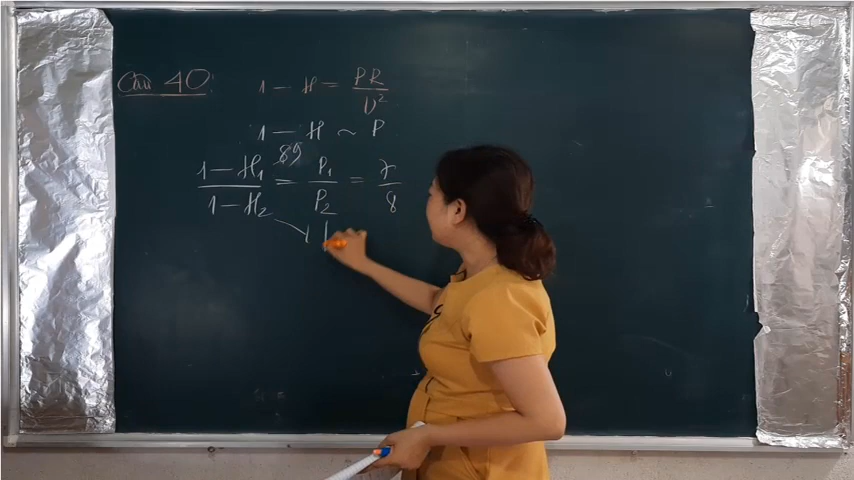 Câu 40:
1 - H = PR/U²
1 - H ~ P
89
(1 - H₁)/(1 - H₂) = P₁/P₂ = 7/8